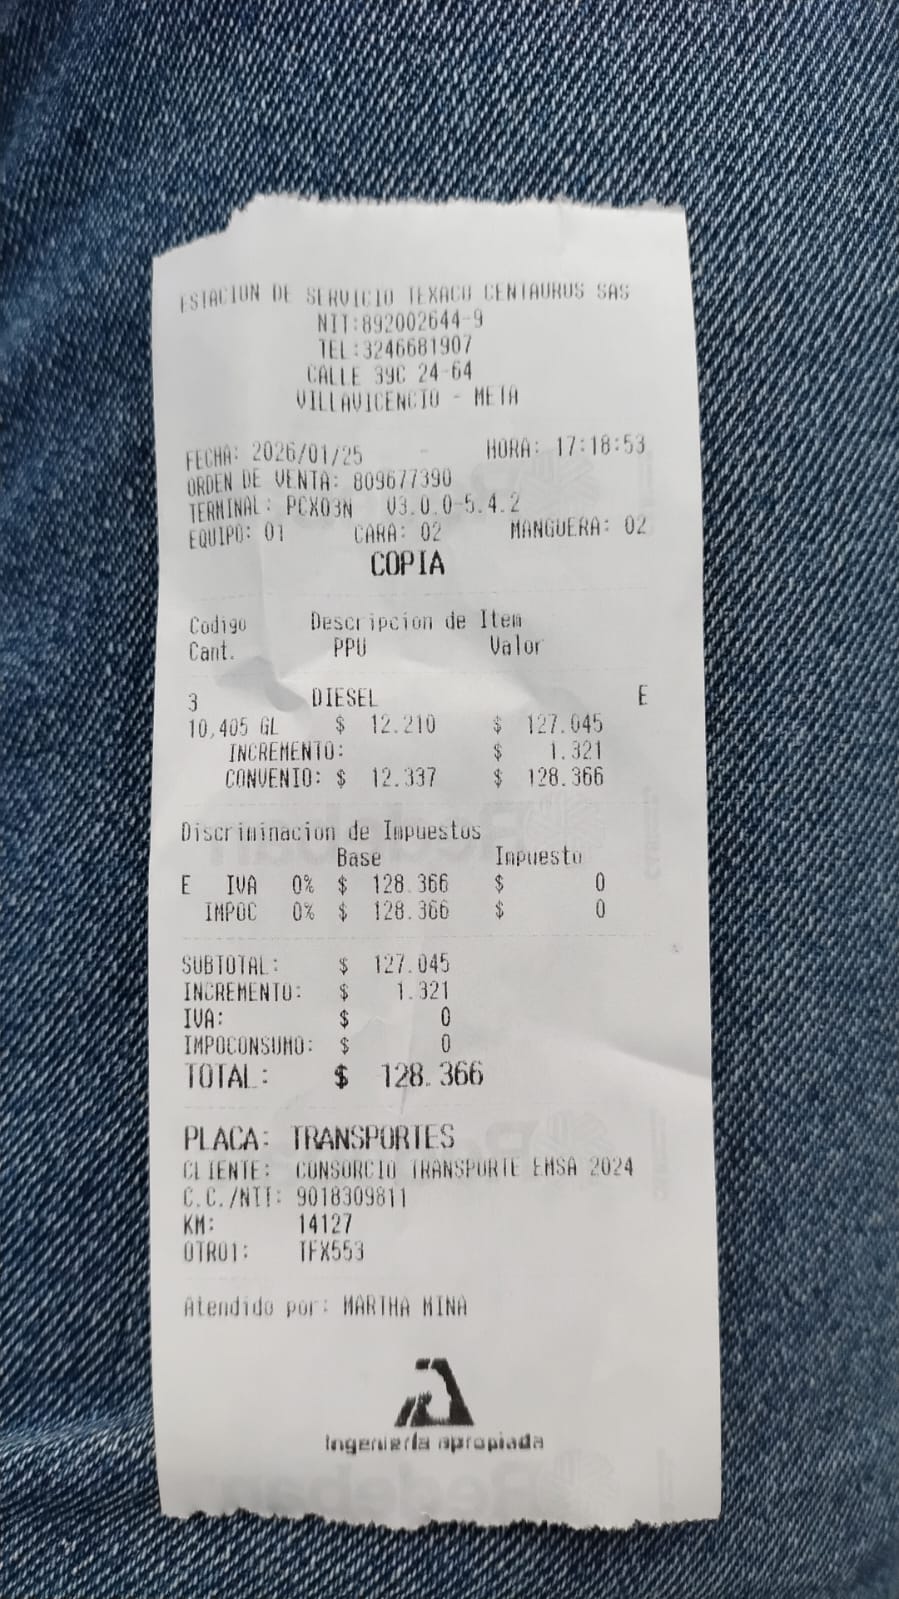 ESTACION DE SERVICIO TEXACO CENTAURUS SAS
NIT:892002644-9
TEL:3246681907
CALLE 39C 24-64
VILLAVICENCIO - META
FECHA: 2026/01/25 - HORA: 17:18:53
ORDEN DE VENTA: 809677390
TERMINAL: PCX03N V3.0.0-5.4.2
EQUIPO: 01 CARA: 02 MANGUERA: 02
COPIA
Codigo Descripcion de Item
Cant. PPU Valor
3 DIESEL E
10,405 GL $ 12.210 $ 127.045
INCREMENTO: $ 1.321
CONVENIO: $ 12.337 $ 128.366
Discriminacion de Impuestos
Base Impuesto
E IVA 0% $ 128.366 $ 0
IMPOC 0% $ 128.366 $ 0
SUBTOTAL: $ 127.045
INCREMENTO: $ 1.321
IVA: $ 0
IMPOCONSUMO: $ 0
TOTAL: $ 128.366
PLACA: TRANSPORTES
CLIENTE: CONSORCIO TRANSPORTE EMSA 2024
C.C./NIT: 9018309811
KM: 14127
OTRO1: TFX553
Atendido por: MARTHA MINA
Ingeniería apropiada